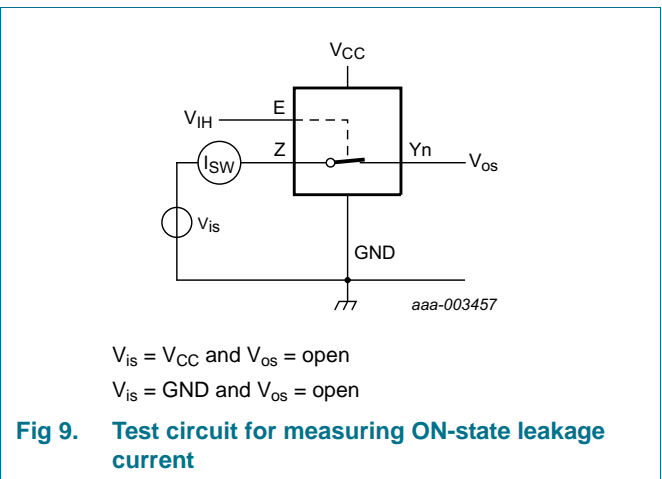 VCC
VIH
E
ISW
Z
Yn
Vos
Vis
GND
aaa-003457
Vis = VCC and Vos = open
Vis = GND and Vos = open
Fig 9. Test circuit for measuring ON-state leakage
current